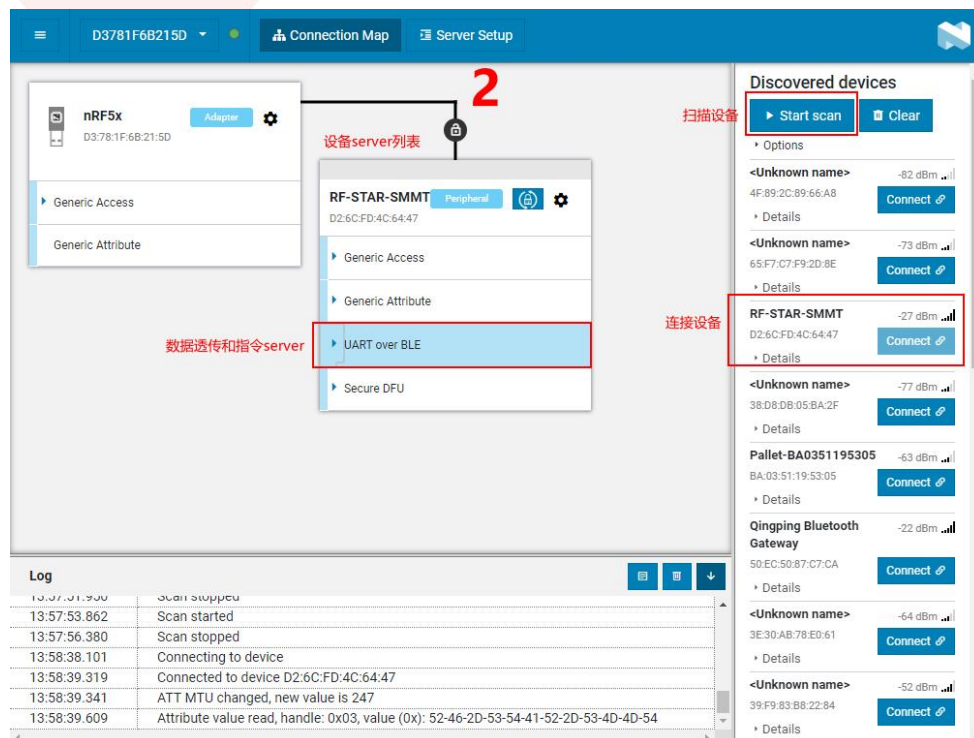 D3781F6B215D
Connection Map
Server Setup
2
nRF5x
Adapter
D3:78:1F:6B:21:5D
Generic Access
Generic Attribute
设备server列表
RF-STAR-SMMT
Peripheral
D2:6C:FD:4C:64:47
Generic Access
Generic Attribute
数据透传和指令server
UART over BLE
Secure DFU
Discovered devices
扫描设备
Start scan
Clear
Options
<Unknown name>
-82 dBm
4F:89:2C:89:66:A8
Connect
Details
<Unknown name>
-73 dBm
65:F7:C7:F9:2D:8E
Connect
Details
连接设备
RF-STAR-SMMT
-27 dBm
D2:6C:FD:4C:64:47
Connect
Details
<Unknown name>
-77 dBm
38:D8:DB:05:BA:2F
Connect
Details
Pallet-BA0351195305
-63 dBm
BA:03:51:19:53:05
Connect
Details
Qingping Bluetooth
Gateway
-22 dBm
50:EC:50:87:C7:CA
Connect
Details
<Unknown name>
-64 dBm
3E:30:AB:78:E0:61
Connect
Details
<Unknown name>
-52 dBm
39:F9:83:B8:22:84
Connect
Details
Log
13:57:51.950 Scan stopped
13:57:53.862 Scan started
13:57:56.380 Scan stopped
13:58:38.101 Connecting to device
13:58:39.319 Connected to device D2:6C:FD:4C:64:47
13:58:39.341 ATT MTU changed, new value is 247
13:58:39.609 Attribute value read, handle: 0x03, value (0x): 52-46-2D-53-54-41-52-2D-53-4D-4D-54